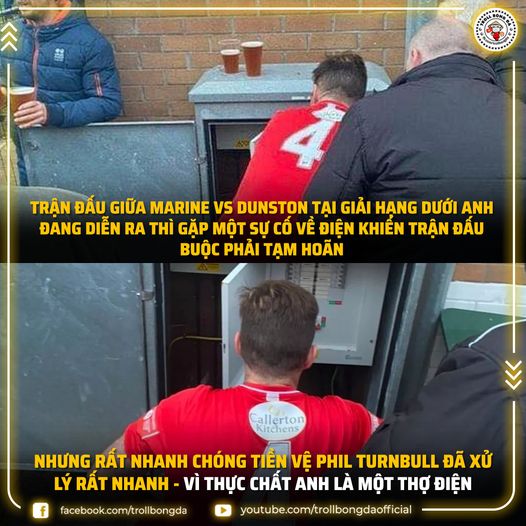 TROLL BONG DA
4
TRẬN ĐẤU GIỮA MARINE VS DUNSTON TẠI GIẢI HẠNG DƯỚI ANH
ĐANG DIỄN RA THÌ GẶP MỘT SỰ CỐ VỀ ĐIỆN KHIẾN TRẬN ĐẤU
BUỘC PHẢI TẠM HOÃN
Callerton
Kitchens
NHƯNG RẤT NHANH CHÓNG TIỀN VỆ PHIL TURNBULL ĐÃ XỬ
LÝ RẤT NHANH - VÌ THỰC CHẤT ANH LÀ MỘT THỢ ĐIỆN
facebook.com/trollbongda
youtube.com/trollbongdaofficial